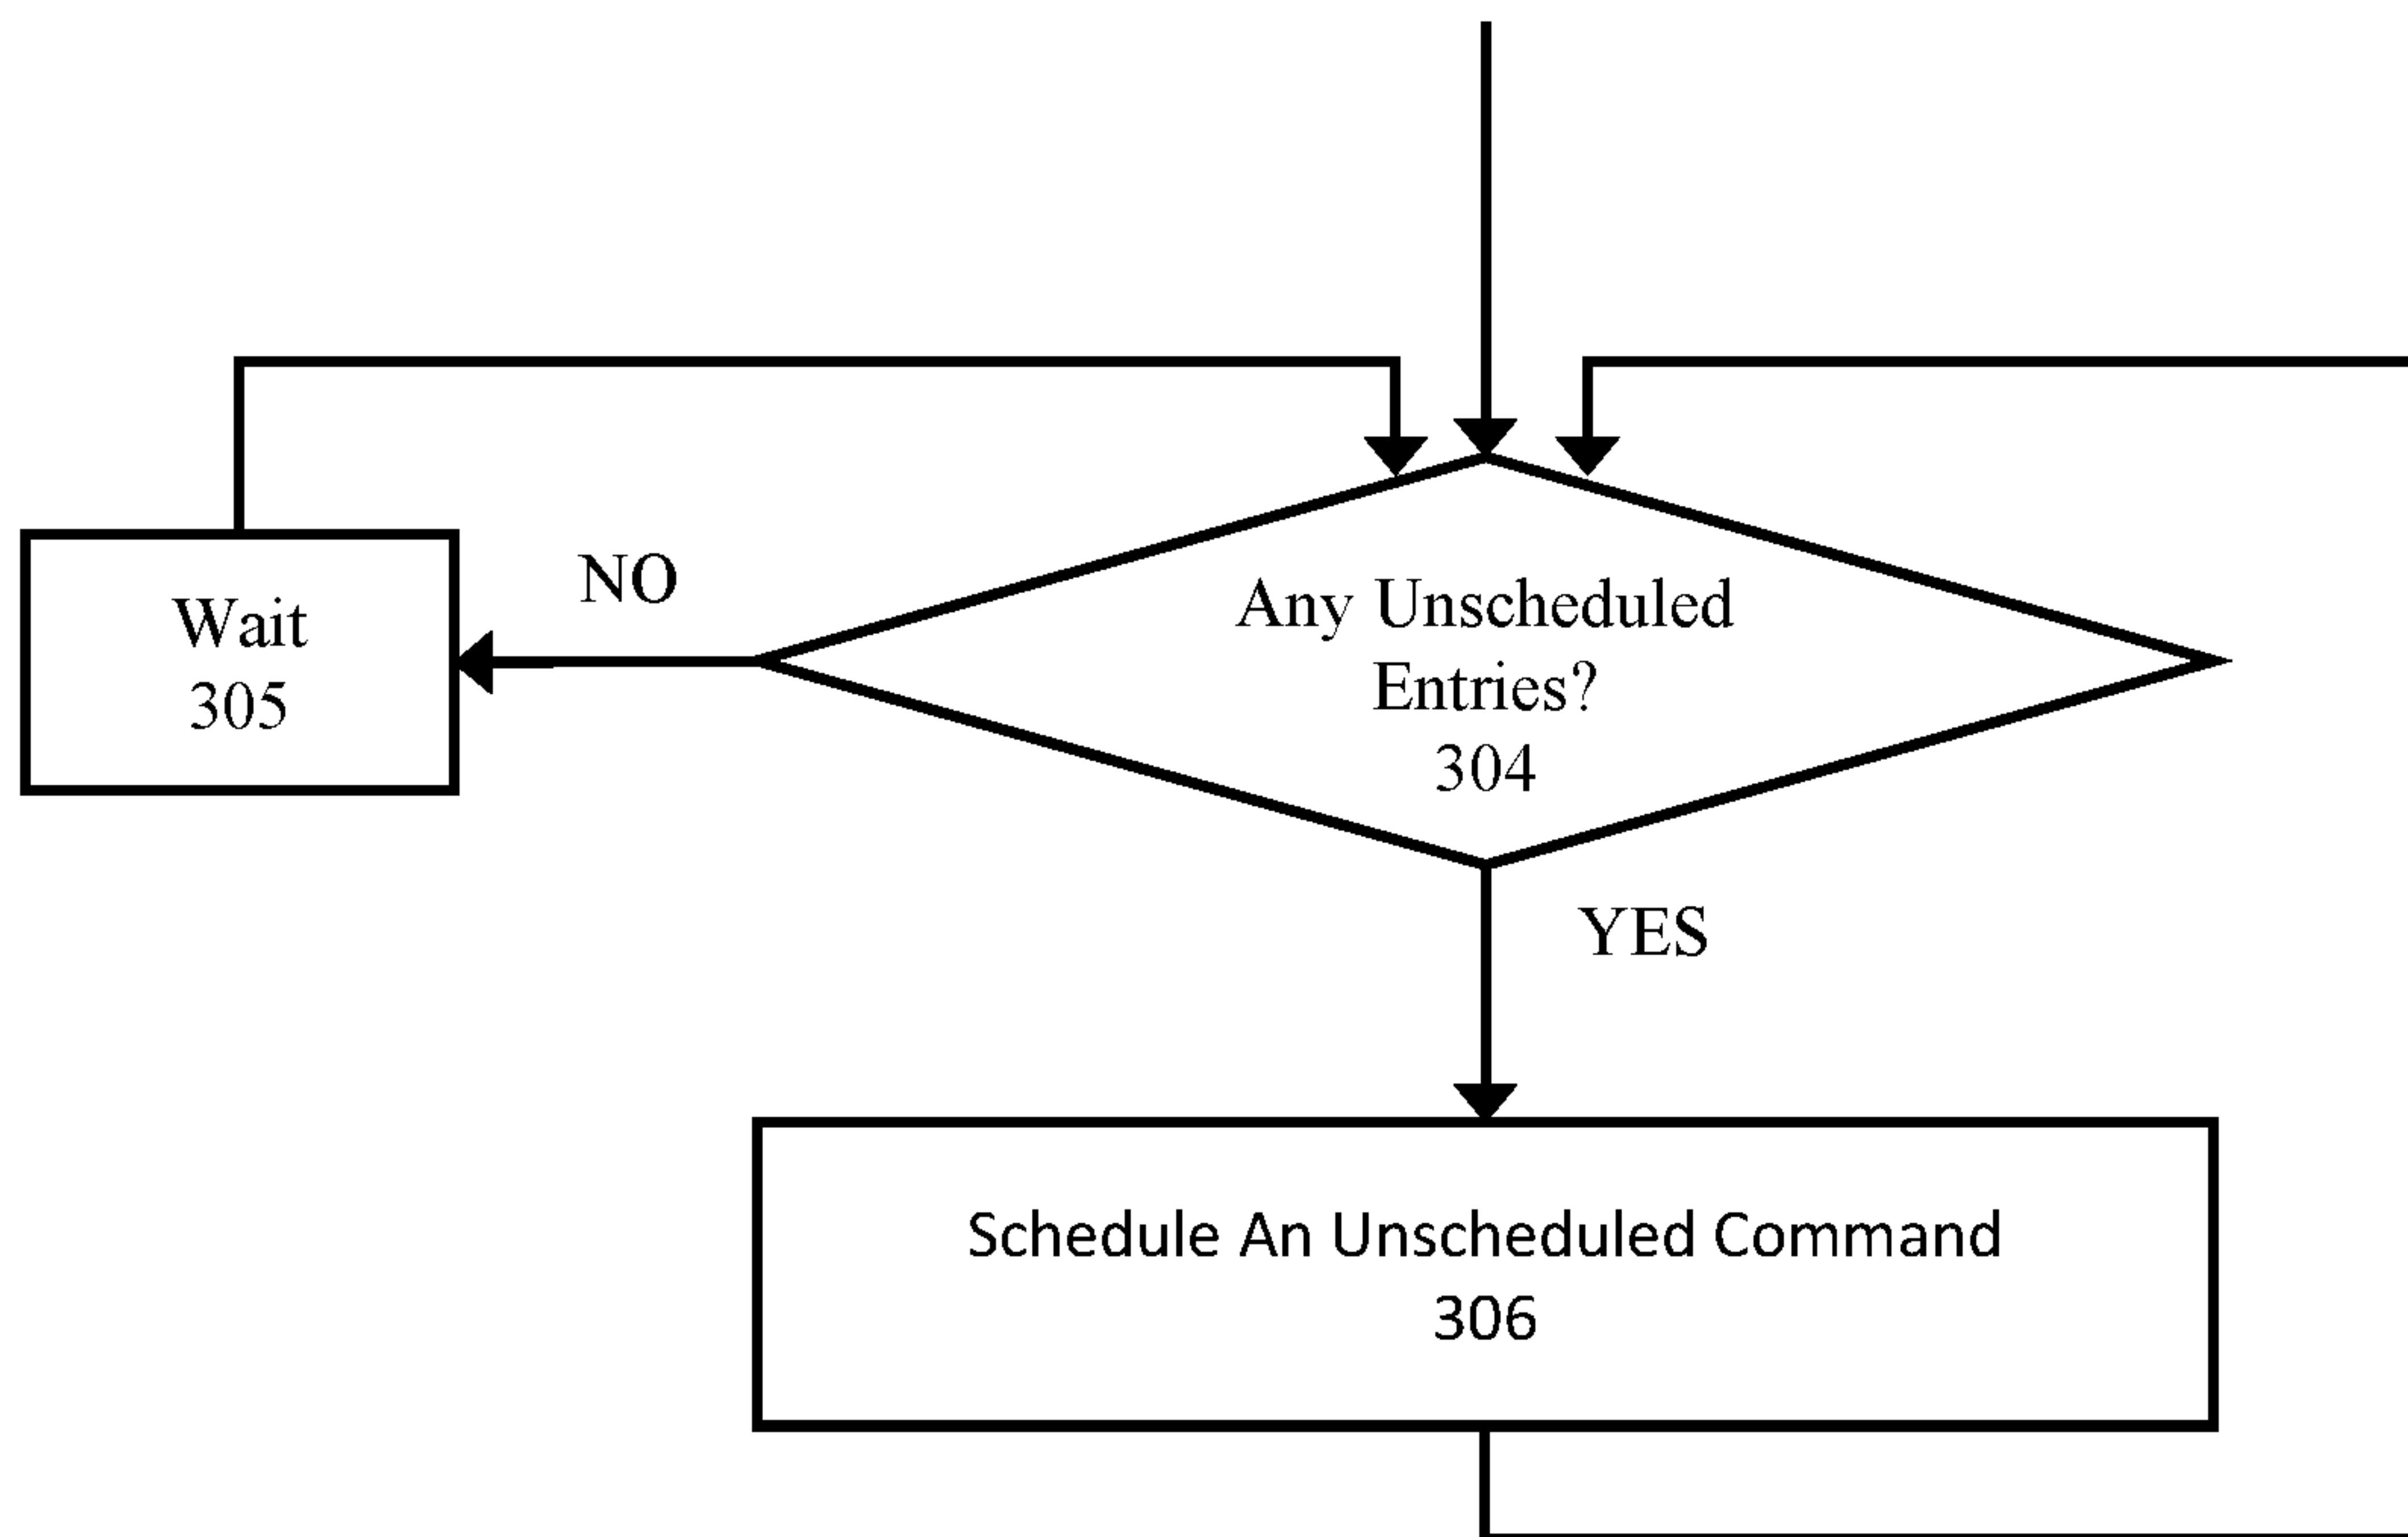 NO
Wait
305
Any Unscheduled
Entries?
304
YES
Schedule An Unscheduled Command
306